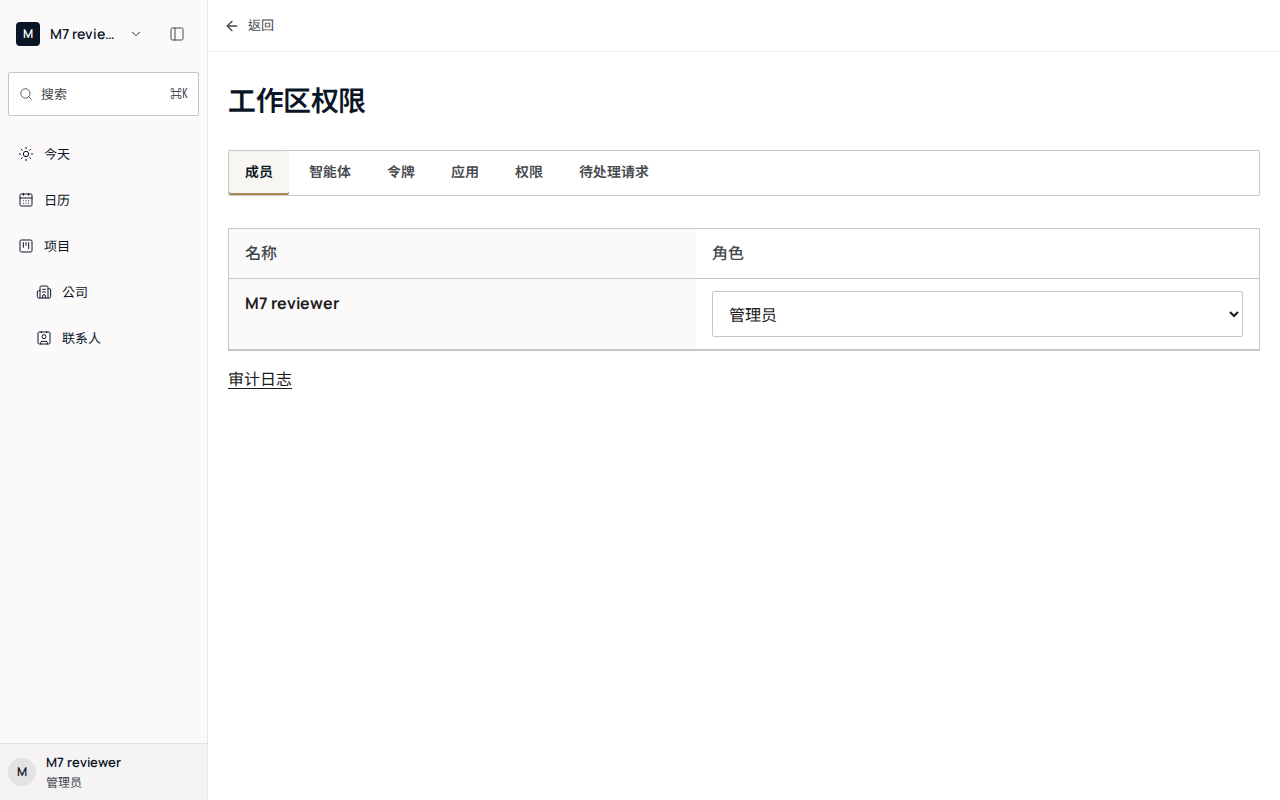 M M7 revie...
搜索 ⌘K
今天
日历
项目
公司
联系人
M M7 reviewer
管理员
返回
工作区权限
成员 智能体 令牌 应用 权限 待处理请求
名称 角色
M7 reviewer 管理员
审计日志